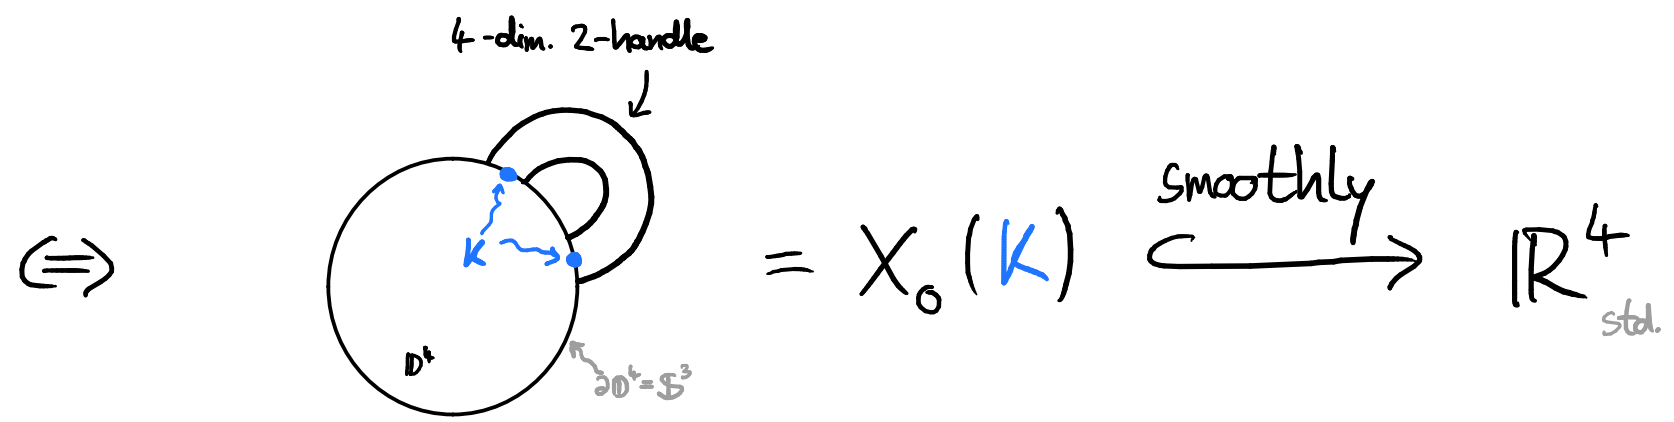 4-dim. 2-handle
⇔ K = X₀(K) smoothly ↪ ℝ⁴ std.
𝔻⁴
∂𝔻⁴=𝕊³